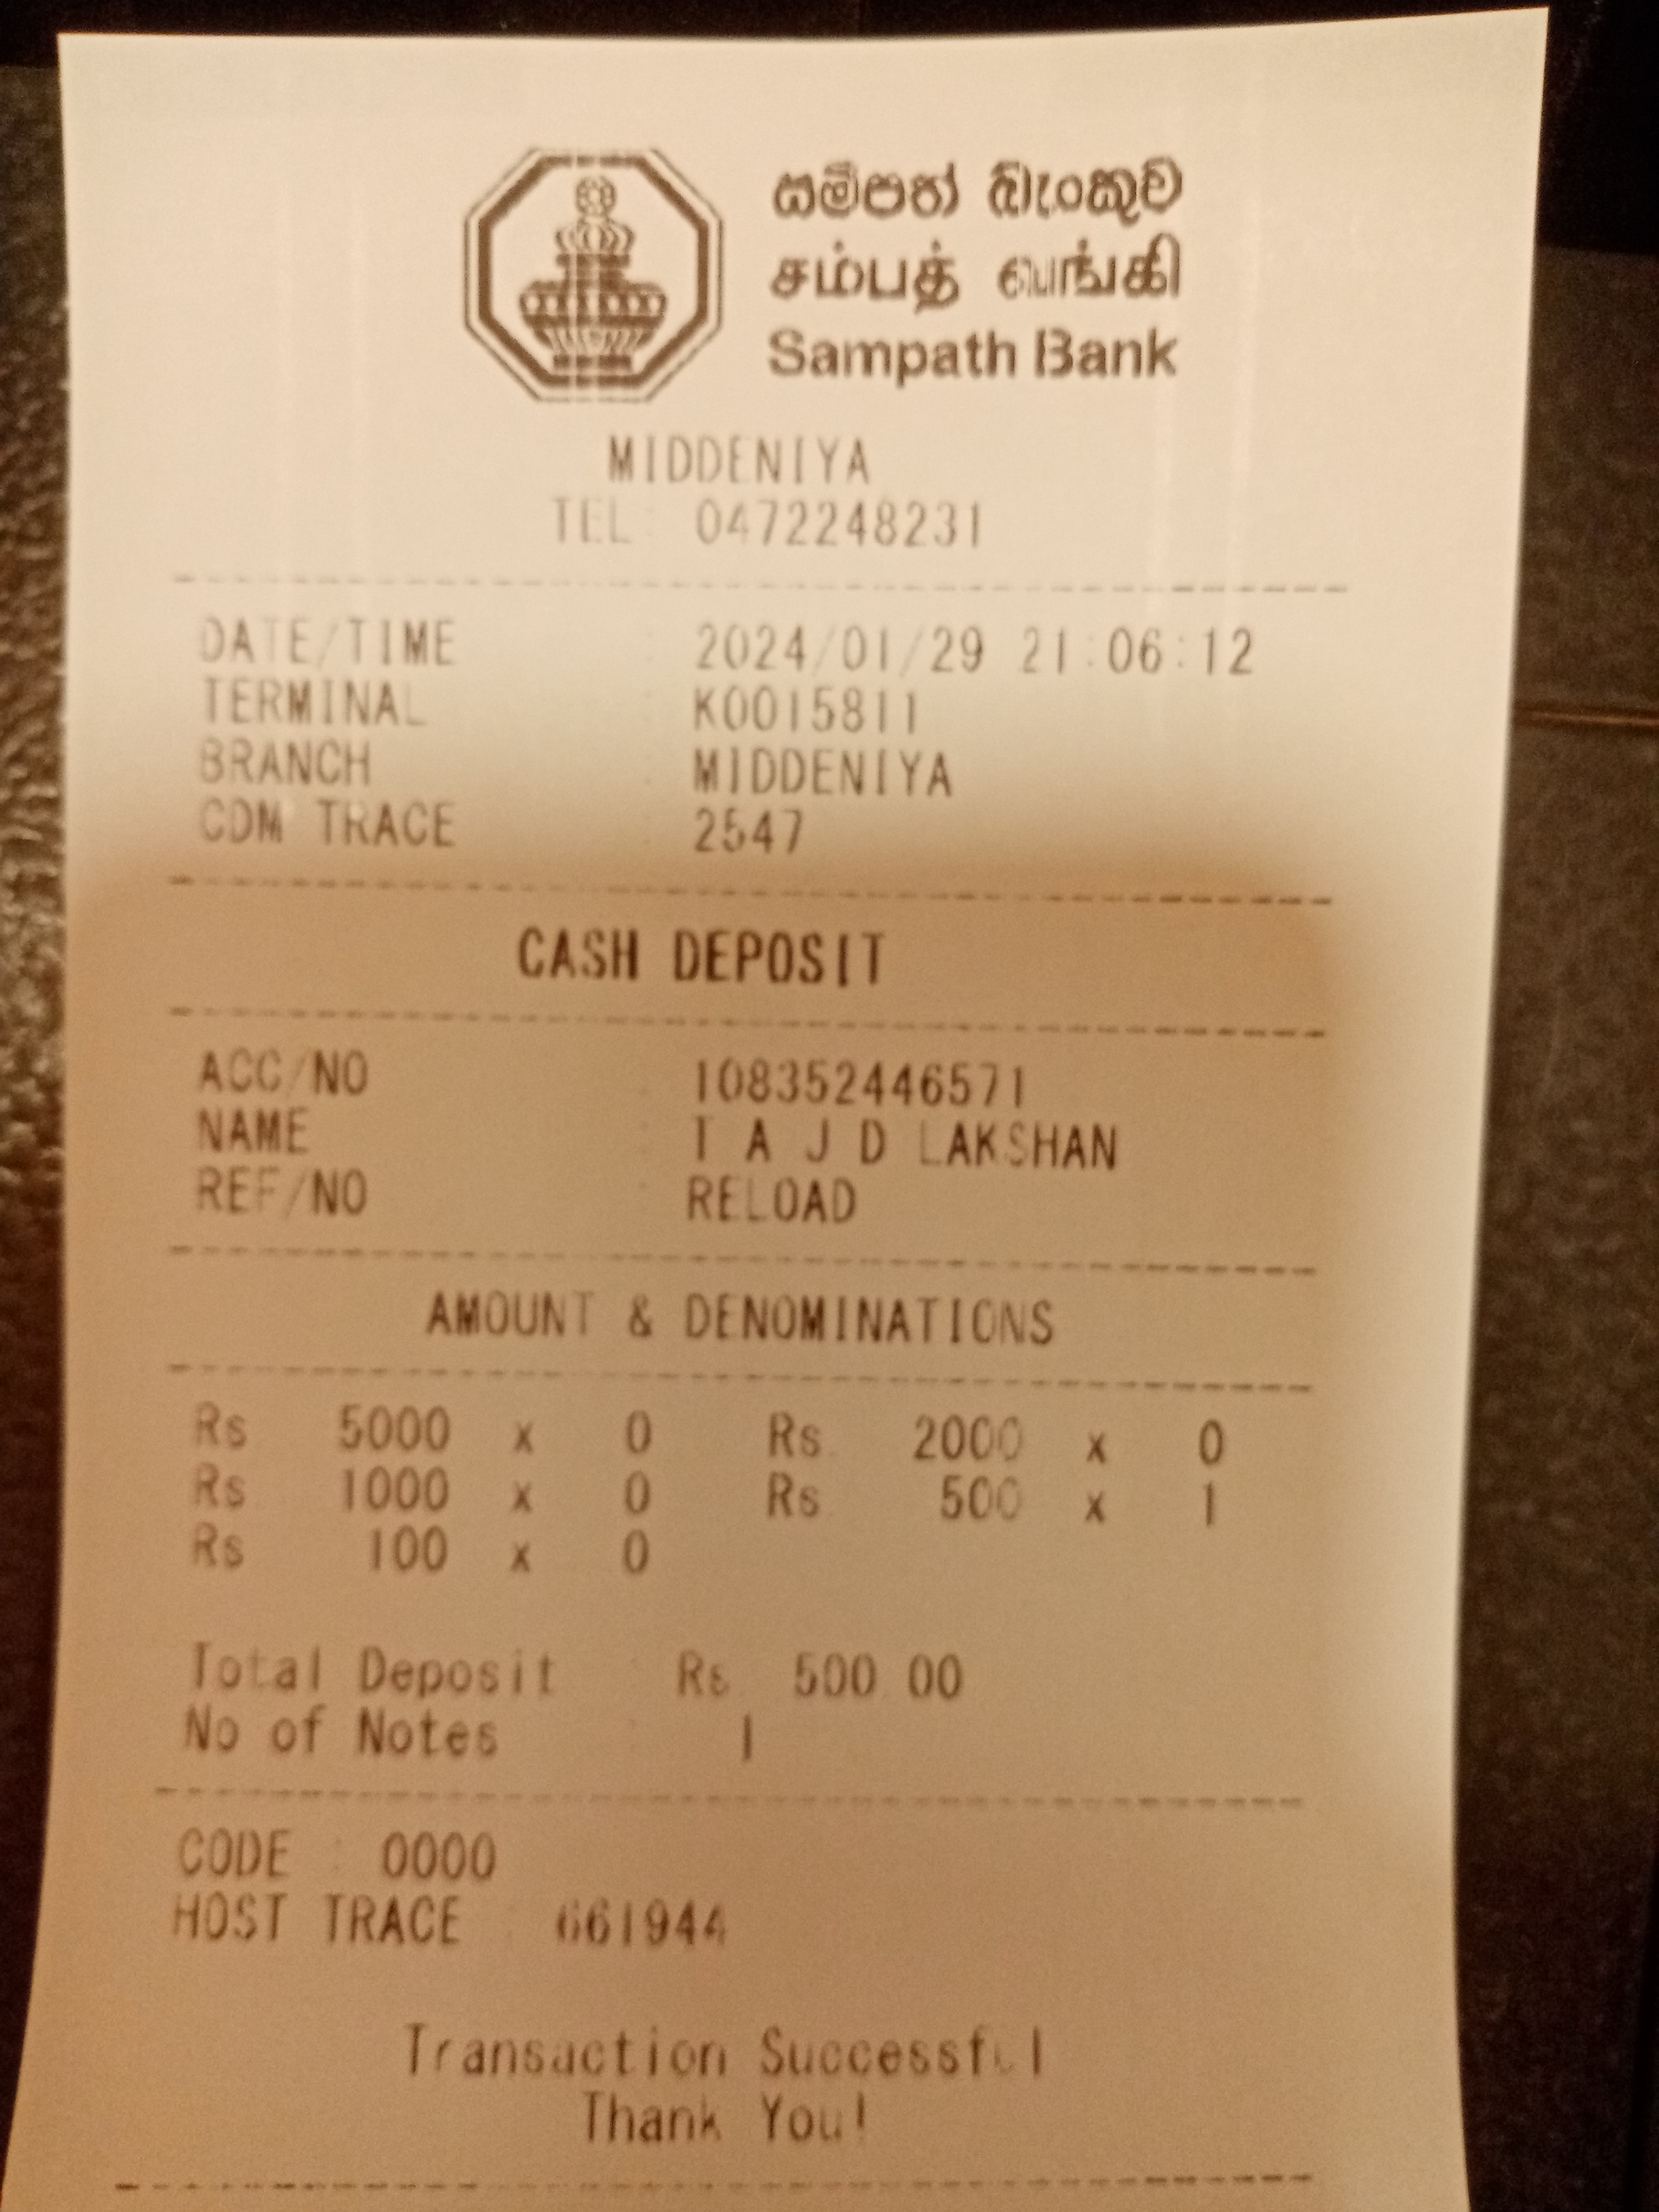 සම්පත් බැංකුව
சம்பத் வங்கி
Sampath Bank
MIDDENIYA
TEL: 0472248231
DATE/TIME : 2024/01/29 21:06:12
TERMINAL : K0015811
BRANCH : MIDDENIYA
CDM TRACE : 2547
CASH DEPOSIT
ACC/NO : 108352446571
NAME : T A J D LAKSHAN
REF/NO : RELOAD
AMOUNT & DENOMINATIONS
Rs. 5000 x 0 Rs. 2000 x 0
Rs. 1000 x 0 Rs. 500 x 1
Rs. 100 x 0
Total Deposit : Rs. 500.00
No of Notes : 1
CODE : 0000
HOST TRACE : 661944
Transaction Successful
Thank You!